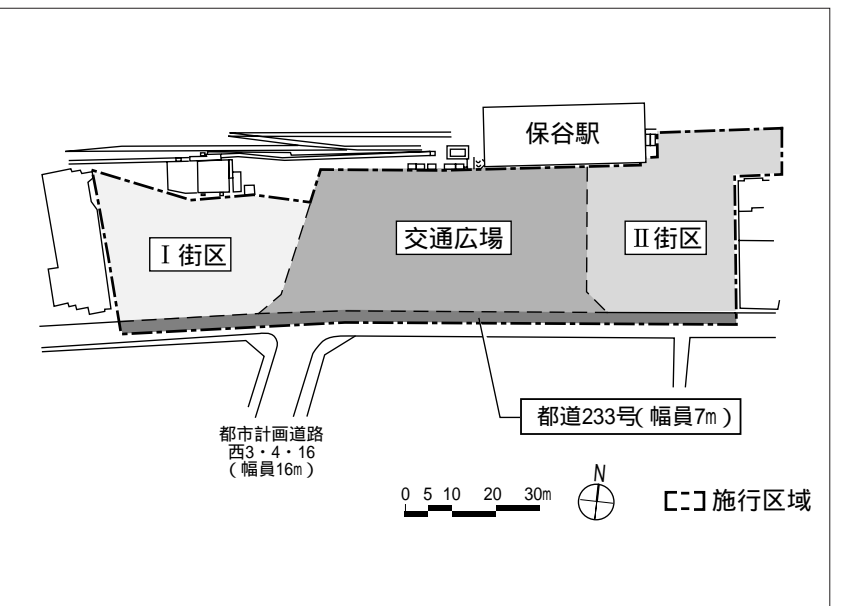 保谷駅
Ⅰ街区
交通広場
Ⅱ街区
都道233号(幅員7m)
都市計画道路
西3・4・16
(幅員16m)
0 5 10 20 30m
N
施行区域